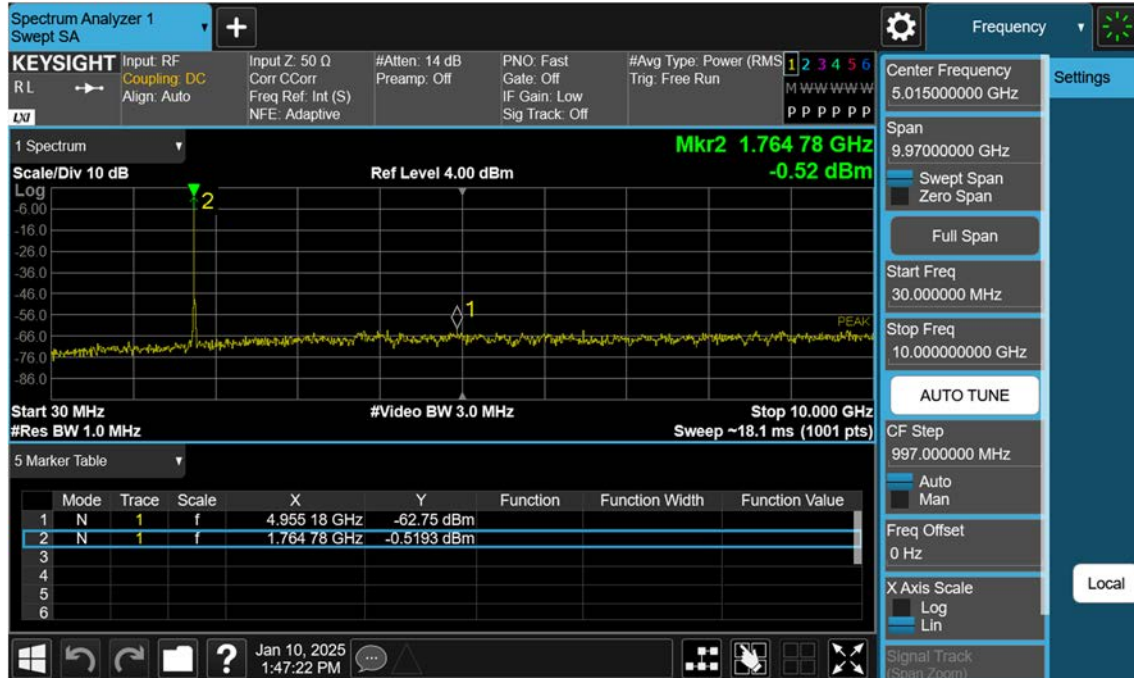 Spectrum Analyzer 1
Swept SA
Frequency
KEYSIGHT
R L
LXI
Input: RF
Coupling: DC
Align: Auto
Input Z: 50 Ω
Corr CCorr
Freq Ref: Int (S)
NFE: Adaptive
#Atten: 14 dB
Preamp: Off
PNO: Fast
Gate: Off
IF Gain: Low
Sig Track: Off
#Avg Type: Power (RMS
Trig: Free Run
1 2 3 4 5 6
M W W W W W
P P P P P P
1 Spectrum
Mkr2 1.764 78 GHz
Scale/Div 10 dB
Ref Level 4.00 dBm
-0.52 dBm
Log
2
-6.00
-16.0
-26.0
-36.0
-46.0
-56.0
1
PEAK
-66.0
-76.0
-86.0
Start 30 MHz
#Video BW 3.0 MHz
Stop 10.000 GHz
#Res BW 1.0 MHz
Sweep ~18.1 ms (1001 pts)
5 Marker Table
Mode Trace Scale X Y Function Function Width Function Value
1 N 1 f 4.955 18 GHz -62.75 dBm
2 N 1 f 1.764 78 GHz -0.5193 dBm
3
4
5
6
Jan 10, 2025
1:47:22 PM
?
Center Frequency
5.015000000 GHz
Settings
Span
9.97000000 GHz
Swept Span
Zero Span
Full Span
Start Freq
30.000000 MHz
Stop Freq
10.000000000 GHz
AUTO TUNE
CF Step
997.000000 MHz
Auto
Man
Freq Offset
0 Hz
X Axis Scale
Log
Lin
Local
Signal Track
(Span Zoom)